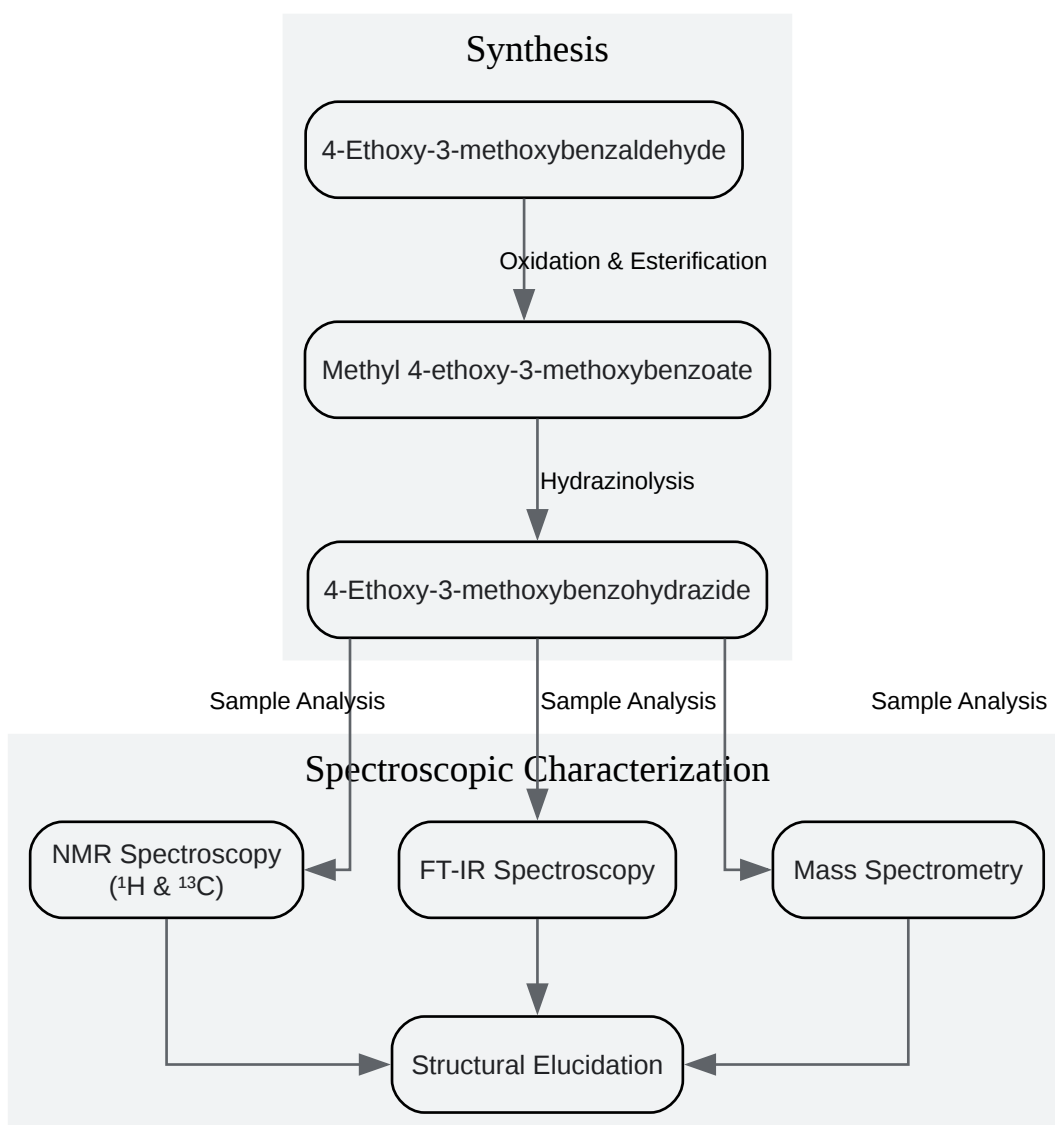 Synthesis
4-Ethoxy-3-methoxybenzaldehyde
Oxidation & Esterification
Methyl 4-ethoxy-3-methoxybenzoate
Hydrazinolysis
4-Ethoxy-3-methoxybenzohydrazide
Sample Analysis
Sample Analysis
Sample Analysis
Spectroscopic Characterization
NMR Spectroscopy
(¹H & ¹³C)
FT-IR Spectroscopy
Mass Spectrometry
Structural Elucidation